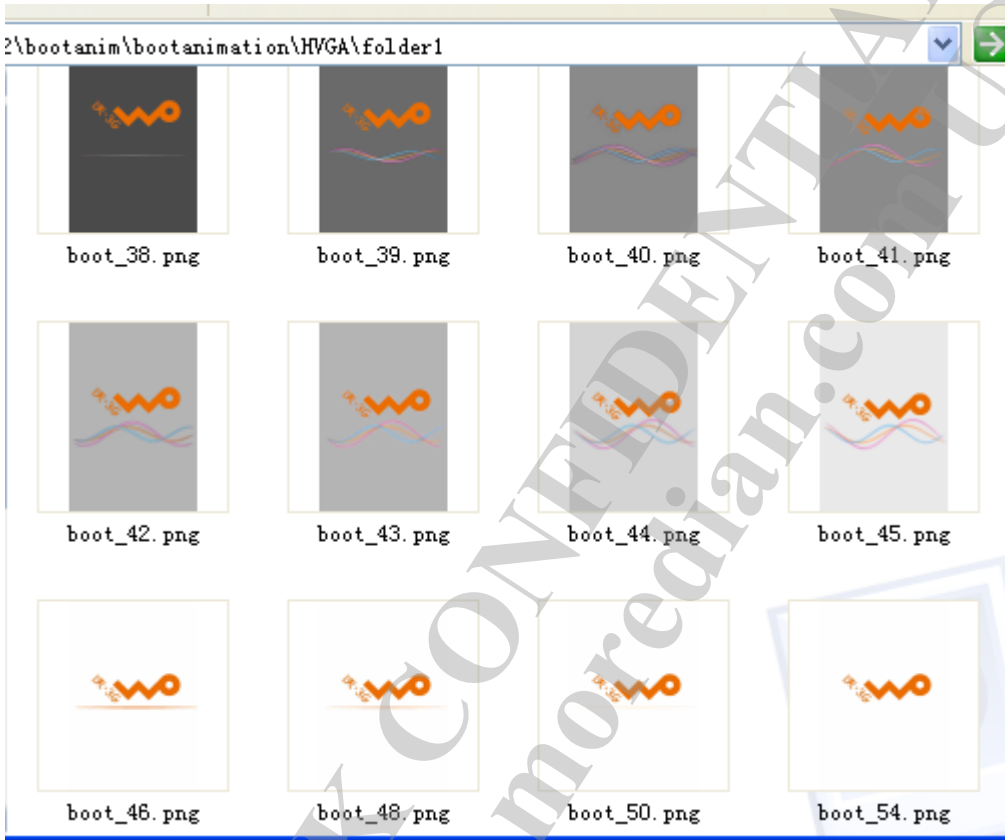 2\bootanim\bootanimation\HVGA\folder1
boot_38.png boot_39.png boot_40.png boot_41.png
boot_42.png boot_43.png boot_44.png boot_45.png
boot_46.png boot_48.png boot_50.png boot_54.png
K CONFIDENTIA
moredian.com U